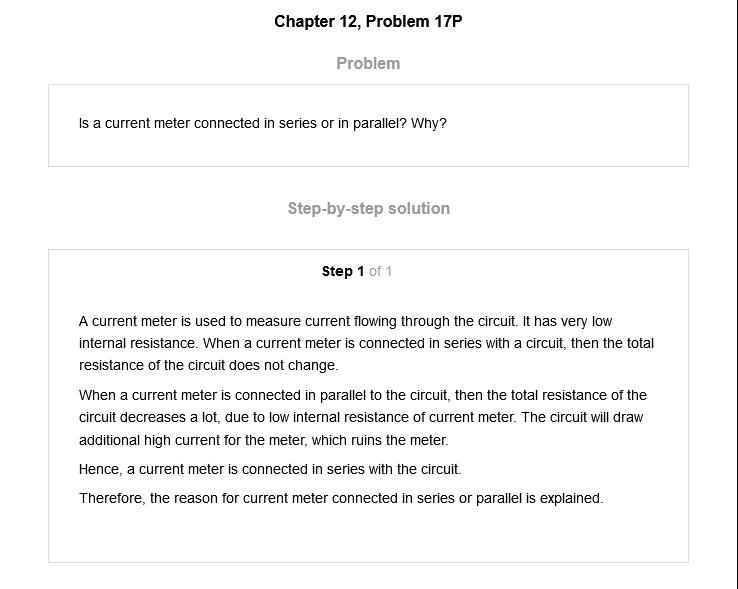 Chapter 12, Problem 17P
Problem
Is a current meter connected in series or in parallel? Why?
Step-by-step solution
Step 1 of 1
A current meter is used to measure current flowing through the circuit. It has very low
internal resistance. When a current meter is connected in series with a circuit, then the total
resistance of the circuit does not change.
When a current meter is connected in parallel to the circuit, then the total resistance of the
circuit decreases a lot, due to low internal resistance of current meter. The circuit will draw
additional high current for the meter, which ruins the meter.
Hence, a current meter is connected in series with the circuit.
Therefore, the reason for current meter connected in series or parallel is explained.